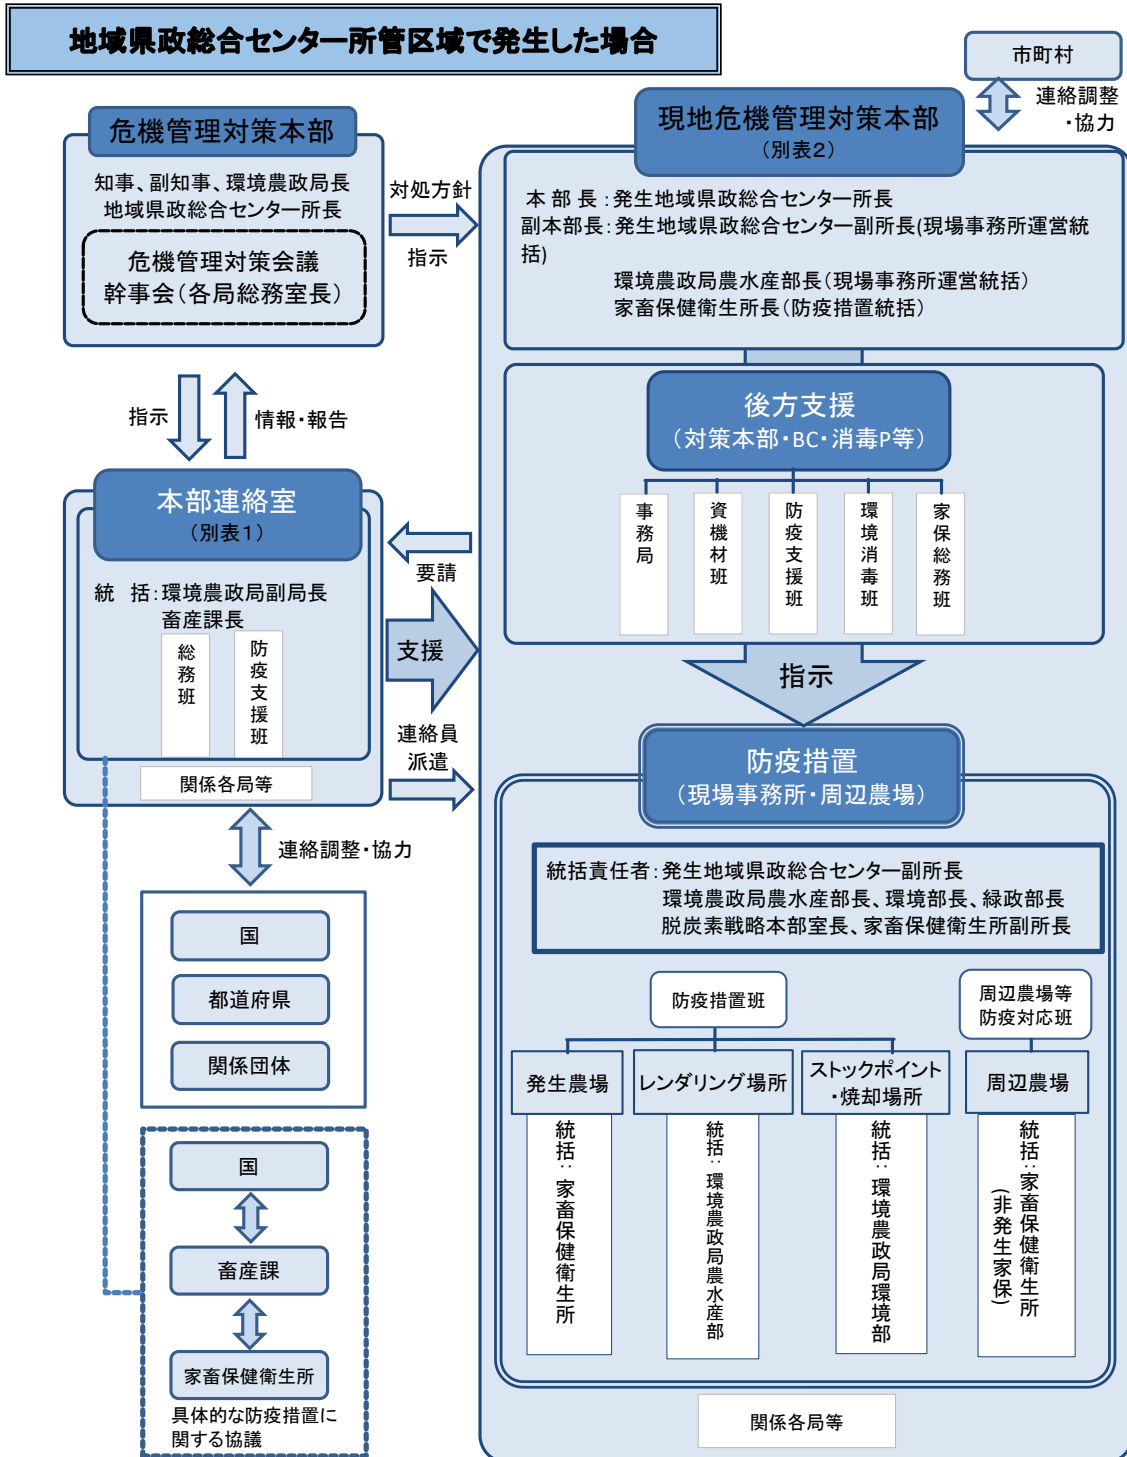 地域県政総合センター所管区域で発生した場合
市町村
連絡調整
・協力
危機管理対策本部
知事、副知事、環境農政局長
地域県政総合センター所長
危機管理対策会議
幹事会（各局総務室長）
対処方針
指示
現地危機管理対策本部
（別表２）
本 部 長：発生地域県政総合センター所長
副本部長：発生地域県政総合センター副所長(現場事務所運営統
括)
環境農政局農水産部長（現場事務所運営統括）
家畜保健衛生所長（防疫措置統括）
指示
情報・報告
後方支援
（対策本部・BC・消毒P等）
事務局
資機材班
防疫支援班
環境消毒班
家保総務班
本部連絡室
（別表１）
統　括：環境農政局副局長
畜産課長
総務班
防疫支援班
関係各局等
要請
支援
連絡員
派遣
指示
防疫措置
（現場事務所・周辺農場）
統括責任者：発生地域県政総合センター副所長
環境農政局農水産部長、環境部長、緑政部長
脱炭素戦略本部室長、家畜保健衛生所副所長
連絡調整・協力
国
都道府県
関係団体
防疫措置班
周辺農場等
防疫対応班
発生農場
レンダリング場所
ストックポイント
・焼却場所
周辺農場
統括：家畜保健衛生所
統括：環境農政局農水産部
統括：環境農政局環境部
統括：家畜保健衛生所
（非発生家保）
国
畜産課
家畜保健衛生所
具体的な防疫措置に
関する協議
関係各局等